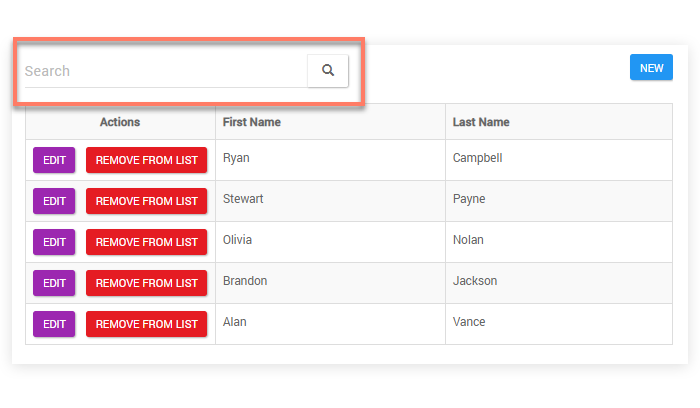 Search
NEW
Actions First Name Last Name
EDIT REMOVE FROM LIST Ryan Campbell
EDIT REMOVE FROM LIST Stewart Payne
EDIT REMOVE FROM LIST Olivia Nolan
EDIT REMOVE FROM LIST Brandon Jackson
EDIT REMOVE FROM LIST Alan Vance